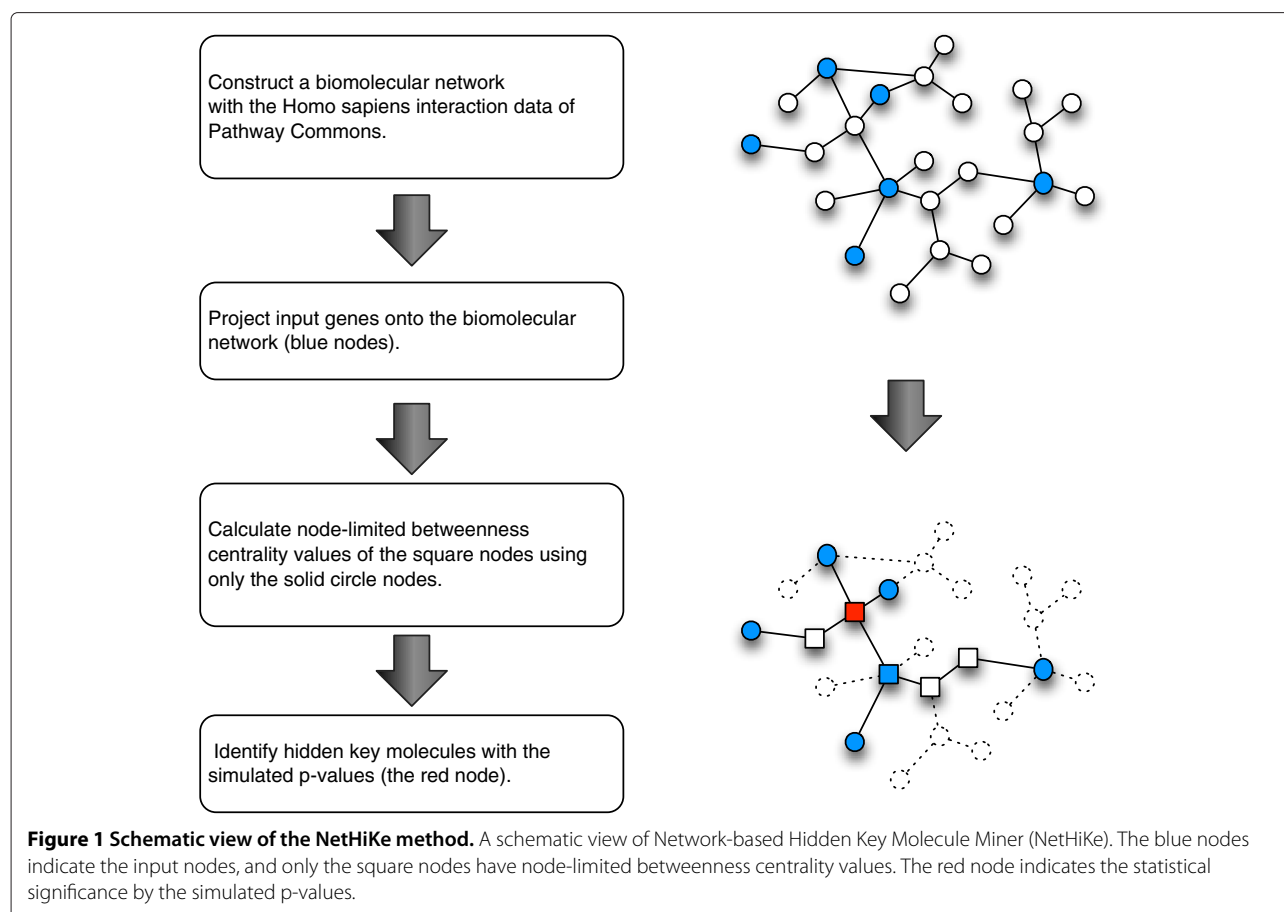 Construct a biomolecular network
with the Homo sapiens interaction data of
Pathway Commons.
Project input genes onto the biomolecular
network (blue nodes).
Calculate node-limited betweenness
centrality values of the square nodes using
only the solid circle nodes.
Identify hidden key molecules with the
simulated p-values (the red node).
Figure 1 Schematic view of the NetHiKe method. A schematic view of Network-based Hidden Key Molecule Miner (NetHiKe). The blue nodes
indicate the input nodes, and only the square nodes have node-limited betweenness centrality values. The red node indicates the statistical
significance by the simulated p-values.